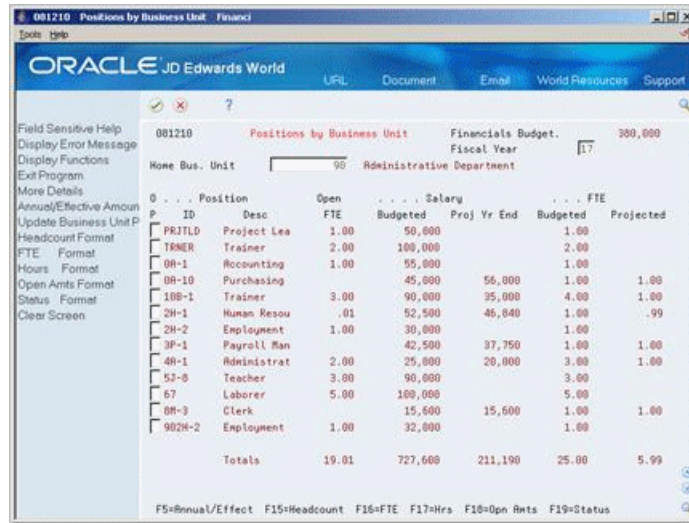 081210 Positions by Business Unit Financi
Tools Help
ORACLE JD Edwards World
URL Document Email World Resources Support
?
Field Sensitive Help
Display Error Message
Display Functions
Exit Program
More Details
Annual/Effective Amoun
Update Business Unit P
Headcount Format
FTE Format
Hours Format
Open Amts Format
Status Format
Clear Screen
081210 Positions by Business Unit Financials Budget. 380,000
Fiscal Year 17
Home Bus. Unit 90 Administrative Department
O . . . Position Open . . . . Salary . . . FTE
P ID Desc FTE Budgeted Proj Yr End Budgeted Projected
PRJTLD Project Lea 1.00 50,000 1.00
TRNER Trainer 2.00 100,000 2.00
0A-1 Accounting 1.00 55,000 1.00
0A-10 Purchasing 45,000 56,000 1.00 1.00
10B-1 Trainer 3.00 90,000 35,000 4.00 1.00
2H-1 Human Resou .01 52,500 46,840 1.00 .99
2H-2 Employment 1.00 30,000 1.00
3P-1 Payroll Man 42,500 37,750 1.00 1.00
4A-1 Administrat 2.00 25,000 20,000 3.00 1.00
5J-8 Teacher 3.00 90,000 3.00
67 Laborer 5.00 100,000 5.00
8M-3 Clerk 15,600 15,600 1.00 1.00
902H-2 Employment 1.00 32,000 1.00
Totals 19.01 727,600 211,190 25.00 5.99
F5=Annual/Effect F15=Headcount F16=FTE F17=Hrs F18=Opn Amts F19=Status